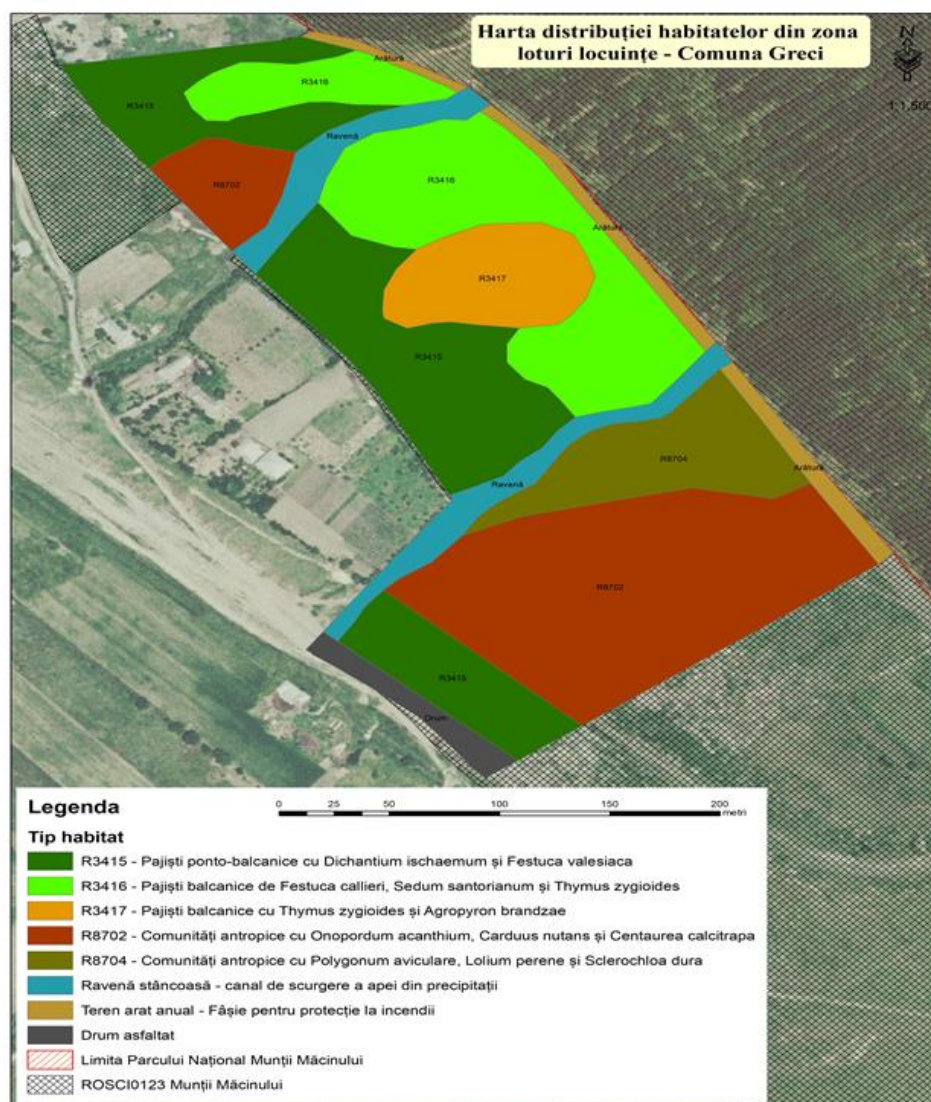 Harta distribuției habitatelor din zona
loturi locuințe - Comuna Greci
N
1:1,500
Arătură
R3416
R3415
Ravenă
R8702
R3416
Arătură
R3417
R3415
R8704
Arătură
Ravenă
R8702
R3415
Drum
Legenda
0 25 50 100 150 200
metri
Tip habitat
R3415 - Pajiști ponto-balcanice cu Dichantium ischaemum și Festuca valesiaca
R3416 - Pajiști balcanice de Festuca callieri, Sedum santorianum și Thymus zygioides
R3417 - Pajiști balcanice cu Thymus zygioides și Agropyron brandzae
R8702 - Comunități antropice cu Onopordum acanthium, Carduus nutans și Centaurea calcitrapa
R8704 - Comunități antropice cu Polygonum aviculare, Lolium perene și Sclerochloa dura
Ravenă stâncoasă - canal de scurgere a apei din precipitații
Teren arat anual - Fâșie pentru protecție la incendii
Drum asfaltat
Limita Parcului Național Munții Măcinului
ROSCI0123 Munții Măcinului